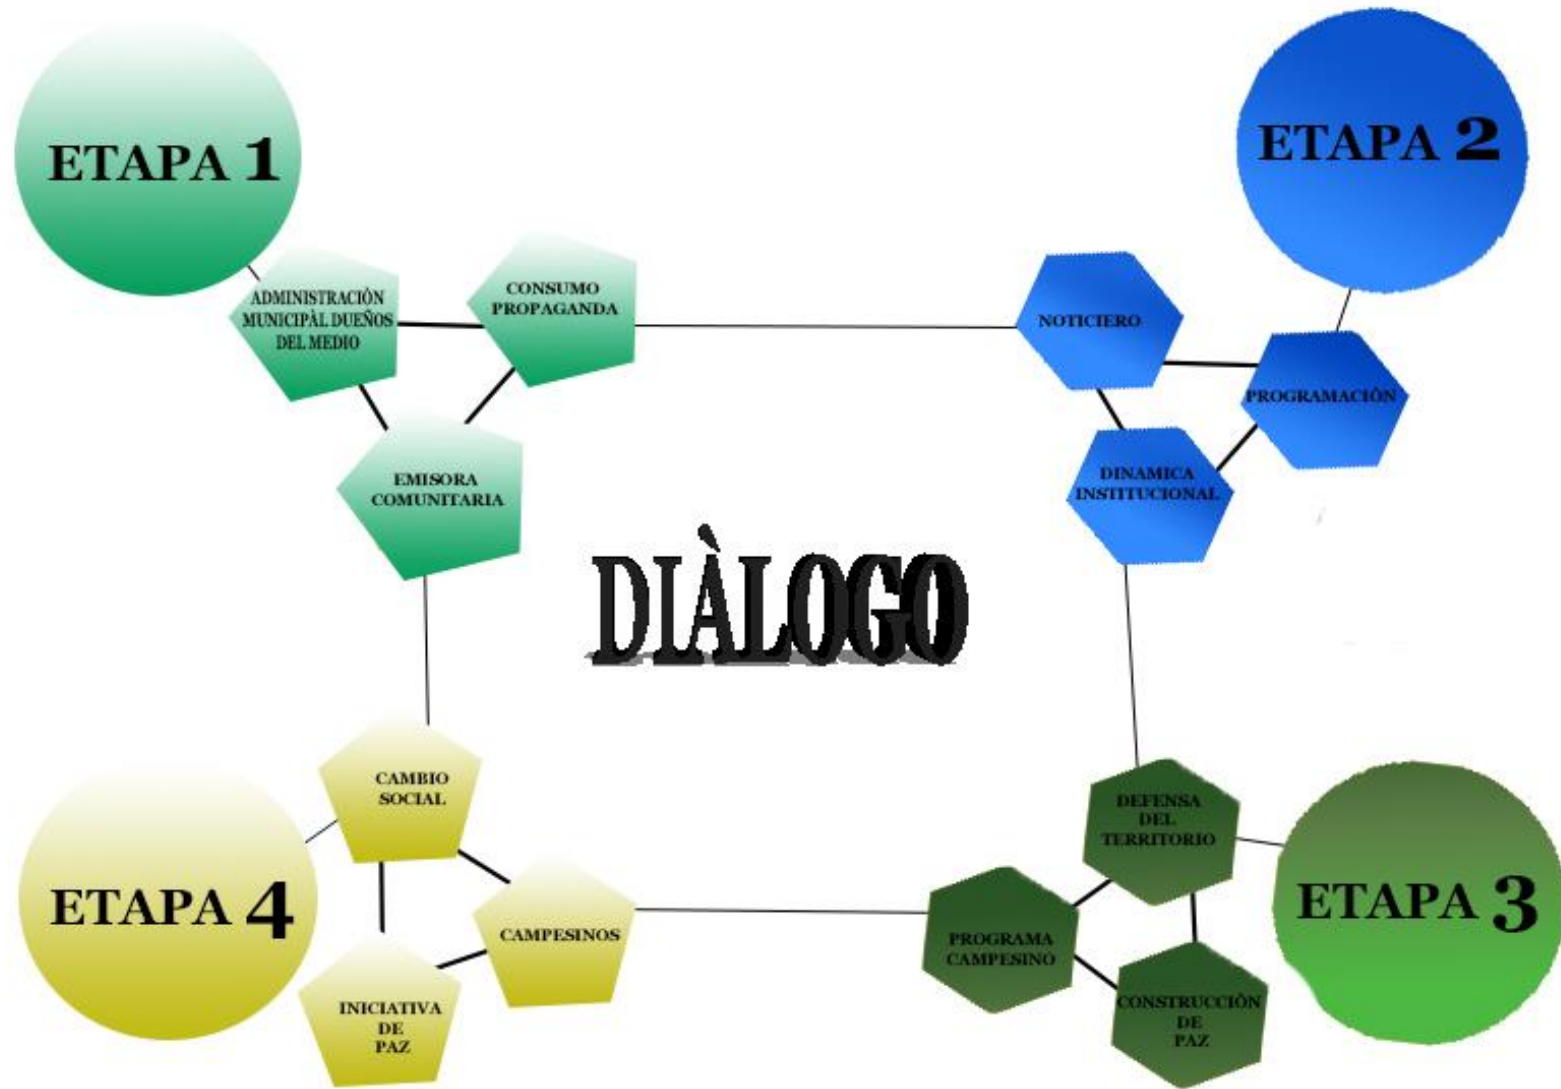 ETAPA 1
ADMINISTRACIÒN
MUNICIPÀL DUEÑOS
DEL MEDIO
CONSUMO
PROPAGANDA
EMISORA
COMUNITARIA
ETAPA 2
NOTICIERO
PROGRAMACIÒN
DINAMICA
INSTITUCIONAL
DIÀLOGO
CAMBIO
SOCIAL
ETAPA 4
CAMPESINOS
INICIATIVA
DE
PAZ
DEFENSA
DEL
TERRITORIO
ETAPA 3
PROGRAMA
CAMPESINO
CONSTRUCCIÒN
DE
PAZ